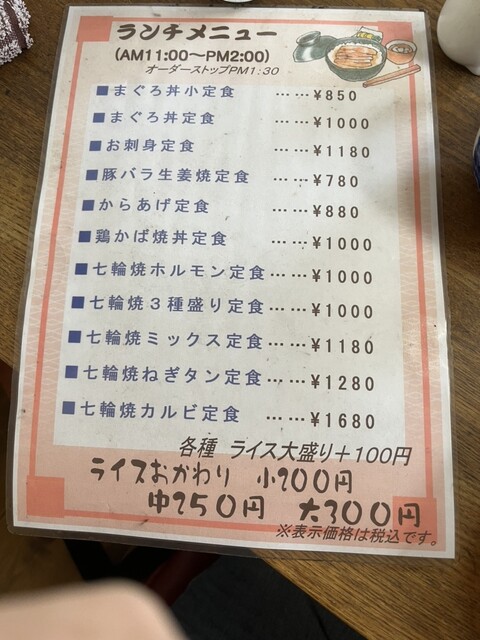 ランチメニュー
(AM11:00〜PM2:00)
オーダーストップPM1:30
■まぐろ丼小定食 ……¥850
■まぐろ丼定食 ……¥1000
■お刺身定食 ……¥1180
■豚バラ生姜焼定食 ……¥780
■からあげ定食 ……¥880
■鶏かば焼丼定食 ……¥1000
■七輪焼ホルモン定食……¥1000
■七輪焼3種盛り定食……¥1000
■七輪焼ミックス定食……¥1180
■七輪焼ねぎタン定食……¥1280
■七輪焼カルビ定食 ……¥1680
各種 ライス大盛り+100円
ライスおかわり 小200円
中250円 大300円
※表示価格は税込です。